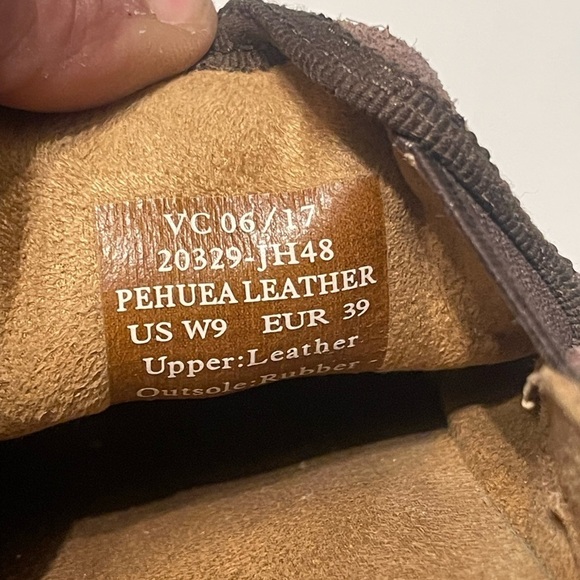 VC 06/17
20329-JH48
PEHUEA LEATHER
US W9 EUR 39
Upper:Leather
Outsole:Rubber